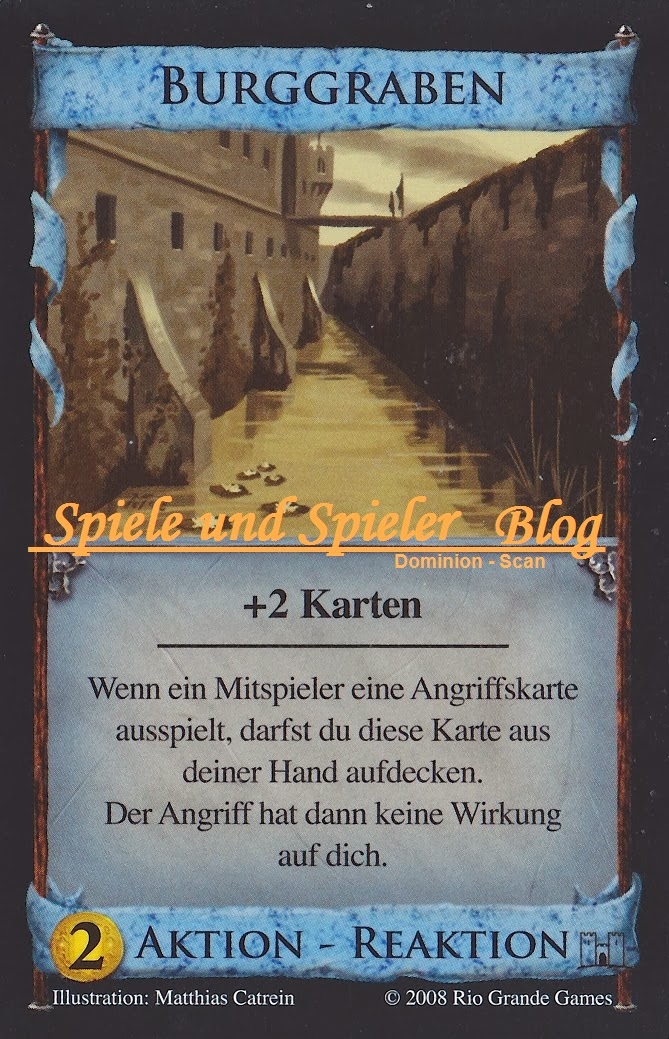 BURGGRABEN
Spiele und Spieler Blog
Dominion - Scan
+2 Karten
Wenn ein Mitspieler eine Angriffskarte
ausspielt, darfst du diese Karte aus
deiner Hand aufdecken.
Der Angriff hat dann keine Wirkung
auf dich.
2 AKTION - REAKTION
Illustration: Matthias Catrein © 2008 Rio Grande Games